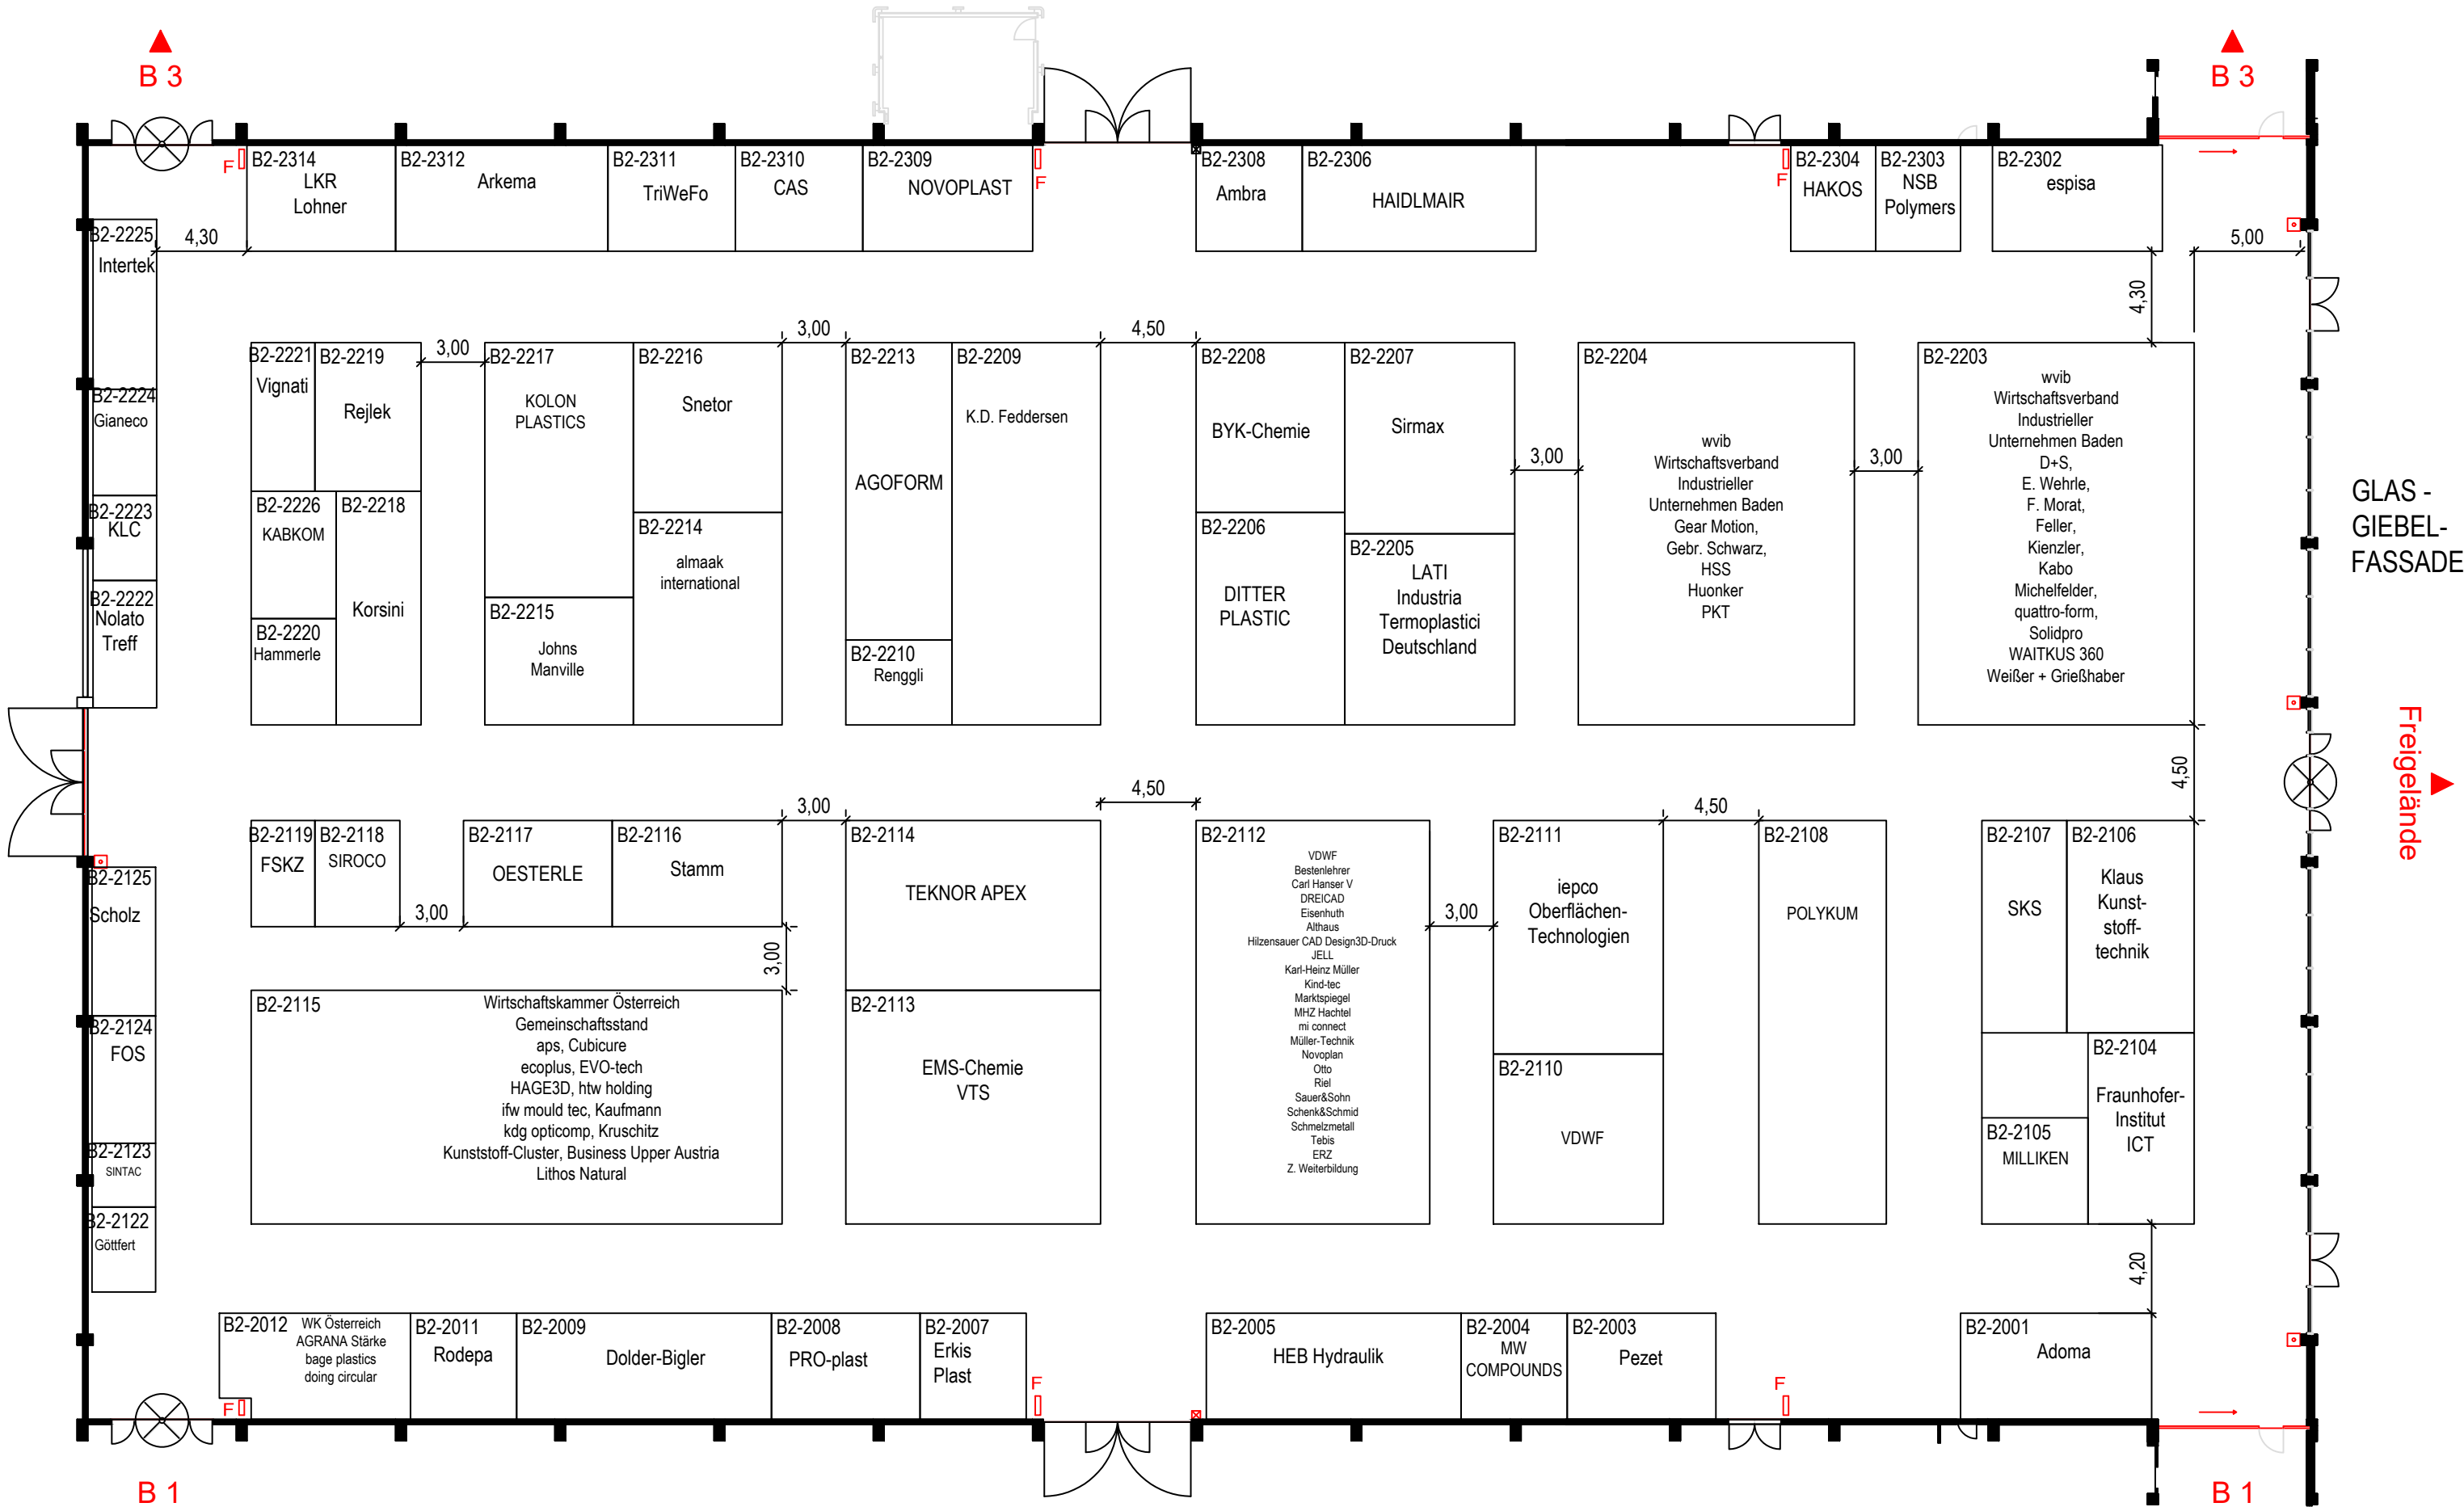 B 3
B 3
B2-2314
LKR
Lohner
B2-2312
Arkema
B2-2311
TriWeFo
B2-2310
CAS
B2-2309
NOVOPLAST
B2-2308
Ambra
B2-2306
HAIDLMAIR
B2-2304
HAKOS
B2-2303
NSB
Polymers
B2-2302
espisa
F
F
F
B2-2225
Intertek
4,30
5,00
4,30
B2-2224
Gianeco
B2-2223
KLC
B2-2222
Nolato
Treff
B2-2221
Vignati
B2-2219
Rejlek
3,00
B2-2226
KABKOM
B2-2218
Korsini
B2-2220
Hammerle
B2-2217
KOLON
PLASTICS
B2-2216
Snetor
3,00
B2-2214
almaak
international
B2-2215
Johns
Manville
B2-2213
AGOFORM
B2-2209
K.D. Feddersen
4,50
B2-2210
Renggli
B2-2208
BYK-Chemie
B2-2207
Sirmax
3,00
B2-2206
DITTER
PLASTIC
B2-2205
LATI
Industria
Termoplastici
Deutschland
B2-2204
wvib
Wirtschaftsverband
Industrieller
Unternehmen Baden
Gear Motion,
Gebr. Schwarz,
HSS
Huonker
PKT
3,00
B2-2203
wvib
Wirtschaftsverband
Industrieller
Unternehmen Baden
D+S,
E. Wehrle,
F. Morat,
Feller,
Kienzler,
Kabo
Michelfelder,
quattro-form,
Solidpro
WAITKUS 360
Weißer + Grießhaber
GLAS -
GIEBEL-
FASSADE
Freigelände
4,50
B2-2125
Scholz
B2-2124
FOS
B2-2123
SINTAC
B2-2122
Göttfert
B2-2119
FSKZ
B2-2118
SIROCO
3,00
B2-2117
OESTERLE
B2-2116
Stamm
3,00
3,00
B2-2115
Wirtschaftskammer Österreich
Gemeinschaftsstand
aps, Cubicure
ecoplus, EVO-tech
HAGE3D, htw holding
ifw mould tec, Kaufmann
kdg opticomp, Kruschitz
Kunststoff-Cluster, Business Upper Austria
Lithos Natural
B2-2114
TEKNOR APEX
4,50
B2-2113
EMS-Chemie
VTS
B2-2112
VDWF
Bestenlehrer
Carl Hanser V
DREICAD
Eisenhuth
Althaus
Hilzensauer CAD Design3D-Druck
JELL
Karl-Heinz Müller
Kind-tec
Marktspiegel
MHZ Hachtel
mi connect
Müller-Technik
Novoplan
Otto
Riel
Sauer&Sohn
Schenk&Schmid
Schmelzmetall
Tebis
ERZ
Z. Weiterbildung
3,00
B2-2111
iepco
Oberflächen-
Technologien
4,50
B2-2110
VDWF
B2-2108
POLYKUM
B2-2107
SKS
B2-2106
Klaus
Kunst-
stoff-
technik
B2-2104
Fraunhofer-
Institut
ICT
B2-2105
MILLIKEN
4,20
B2-2012
WK Österreich
AGRANA Stärke
bage plastics
doing circular
B2-2011
Rodepa
B2-2009
Dolder-Bigler
B2-2008
PRO-plast
B2-2007
Erkis
Plast
B2-2005
HEB Hydraulik
B2-2004
MW
COMPOUNDS
B2-2003
Pezet
B2-2001
Adoma
F
F
F
B 1
B 1